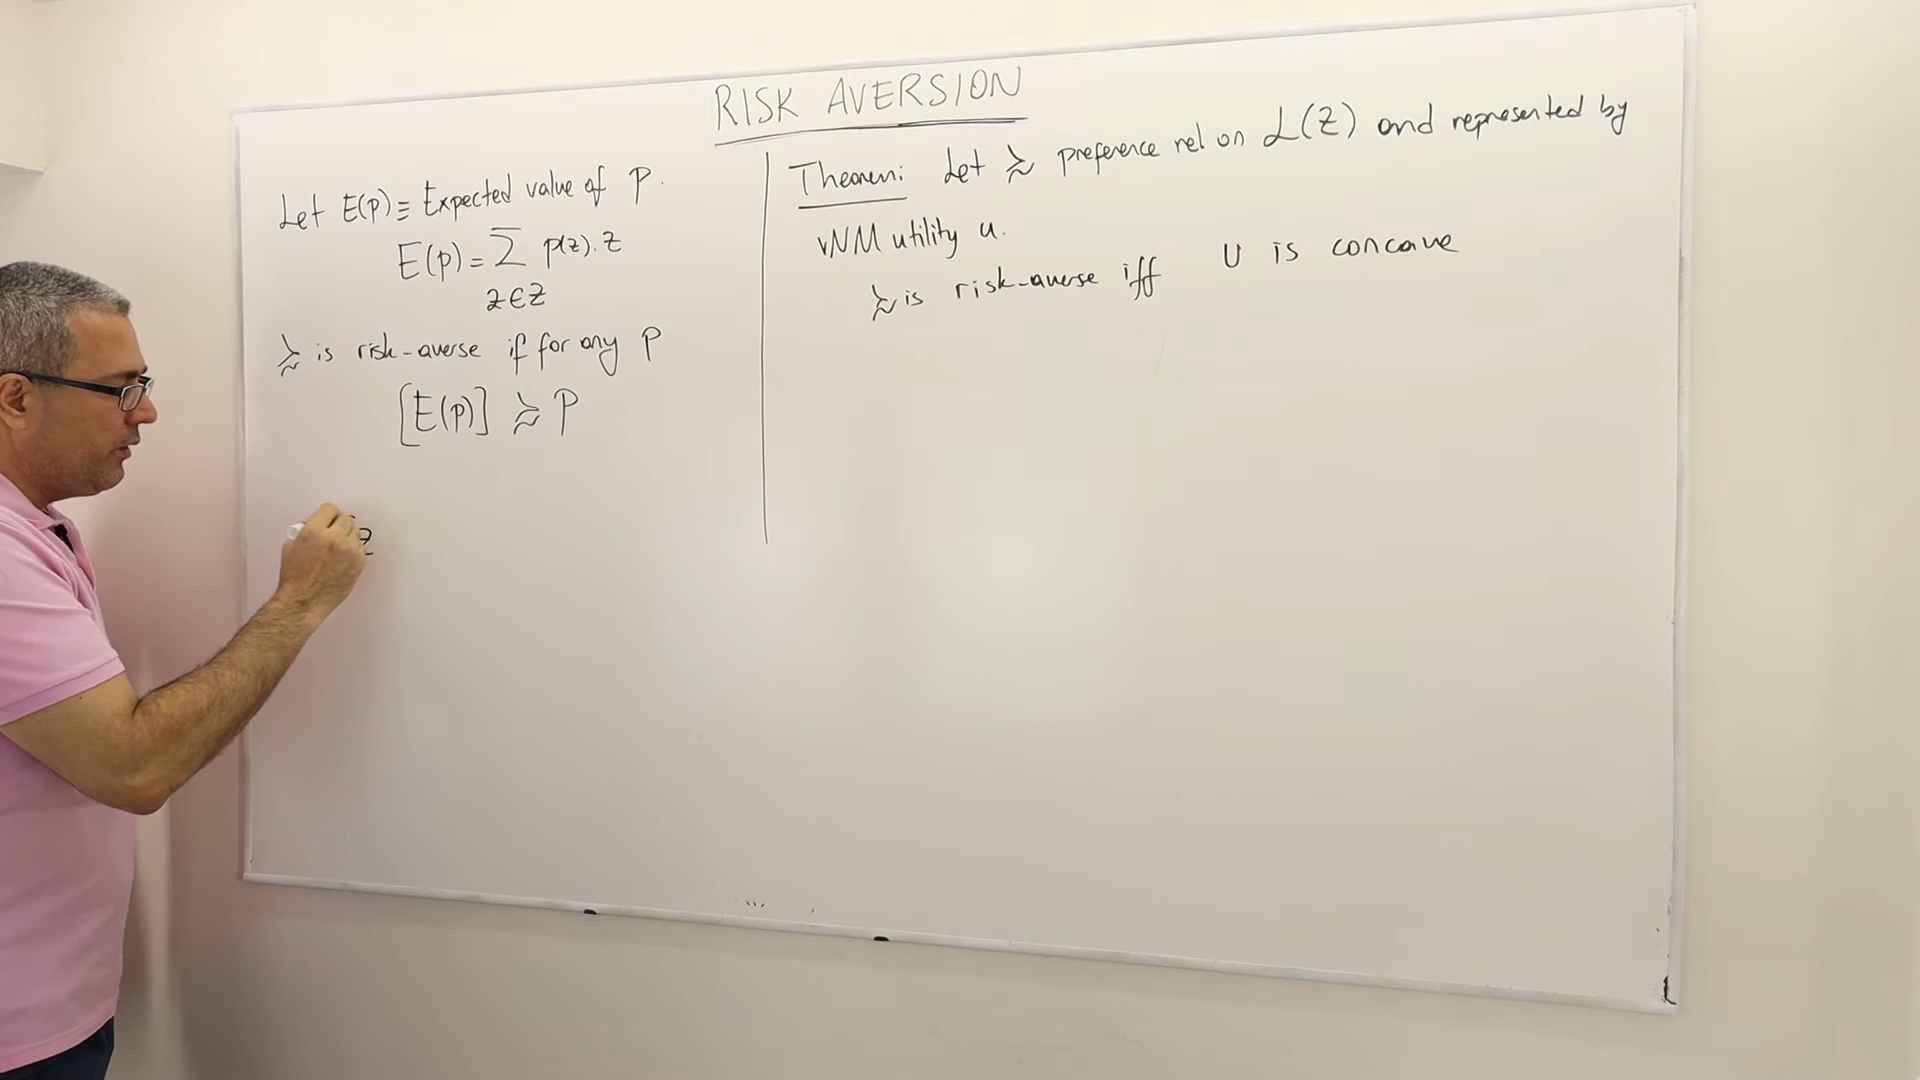 RISK AVERSION
Let E(p) ≡ Expected value of p.
E(p) = ∑ p(z).z
z∈Z
≿ is risk-averse if for any p
[E(p)] ≿ p
z
Theorem: Let ≿ preference rel on L(Z) and represented by
vNM utility u.
≿ is risk-averse iff U is concave